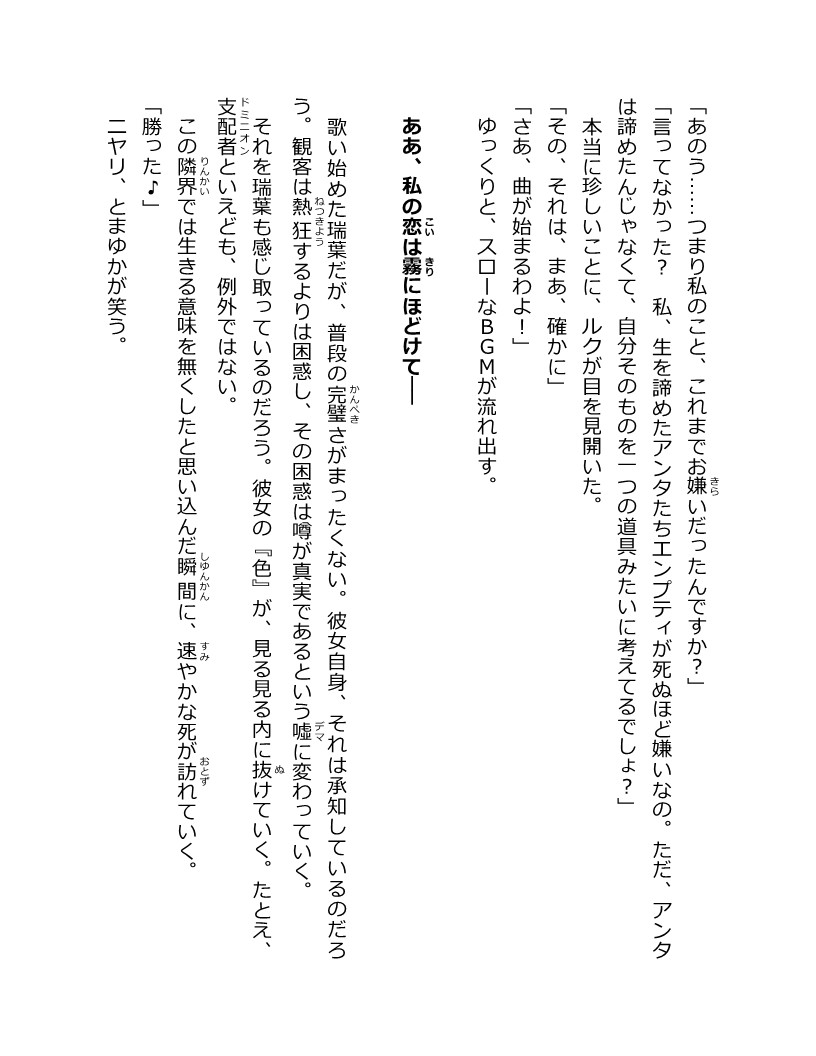 「あのう……つまり私のこと、これまでお嫌いだったんですか？」
「言ってなかった？　私、生を諦めたアンタたちエンプティが死ぬほど嫌いなの。ただ、アンタ
は諦めたんじゃなくて、自分そのものを一つの道具みたいに考えてるでしょ？」
　本当に珍しいことに、ルクが目を見開いた。
「その、それは、まあ、確かに」
「さあ、曲が始まるわよ！」
　ゆっくりと、スローなＢＧＭが流れ出す。
ああ、私の恋は霧にほどけて――
　歌い始めた瑞葉だが、普段の完璧さがまったくない。彼女自身、それは承知しているのだろ
う。観客は熱狂するよりは困惑し、その困惑は噂が真実であるという嘘に変わっていく。
　それを瑞葉も感じ取っているのだろう。彼女の『色』が、見る見る内に抜けていく。たとえ、
支配者といえども、例外ではない。
　この隣界では生きる意味を無くしたと思い込んだ瞬間に、速やかな死が訪れていく。
「勝った♪」
　ニヤリ、とまゆかが笑う。